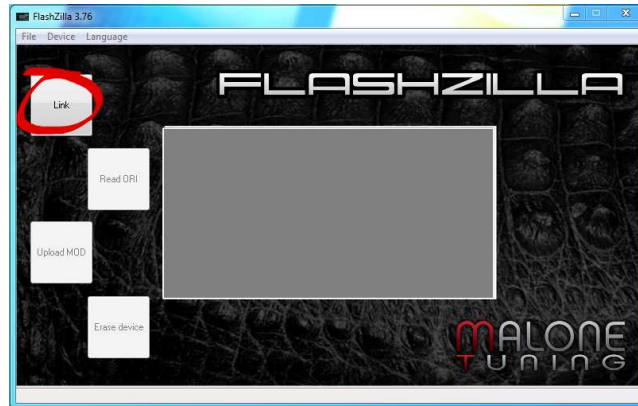 FlashZilla 3.76
File Device Language
FLASHZILLA
Link
Read ORI
Upload MOD
Erase device
MALONE
TUNING